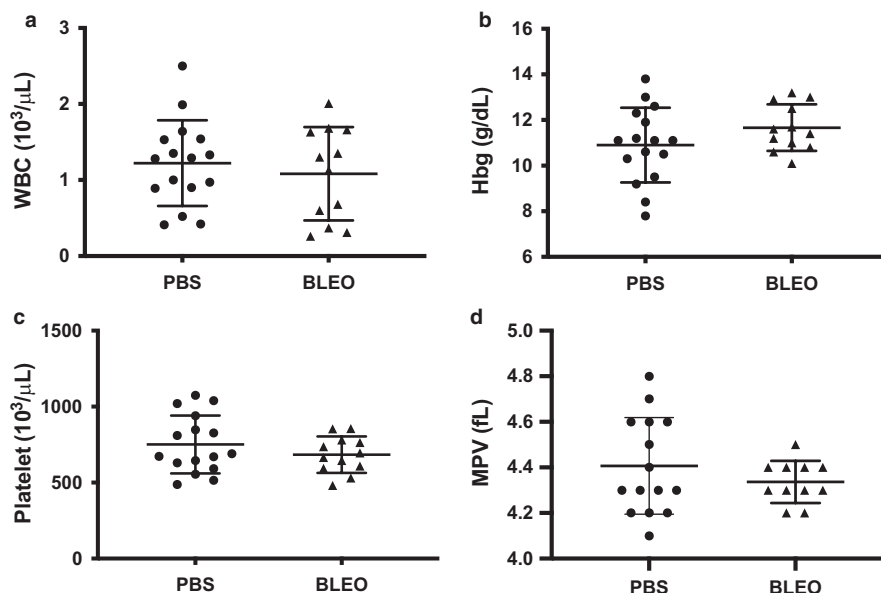 a
WBC (10³/μL)
3
2
1
0
PBS
BLEO
b
Hbg (g/dL)
16
14
12
10
8
6
PBS
BLEO
c
Platelet (10³/μL)
1500
1000
500
0
PBS
BLEO
d
MPV (fL)
5.0
4.8
4.6
4.4
4.2
4.0
PBS
BLEO